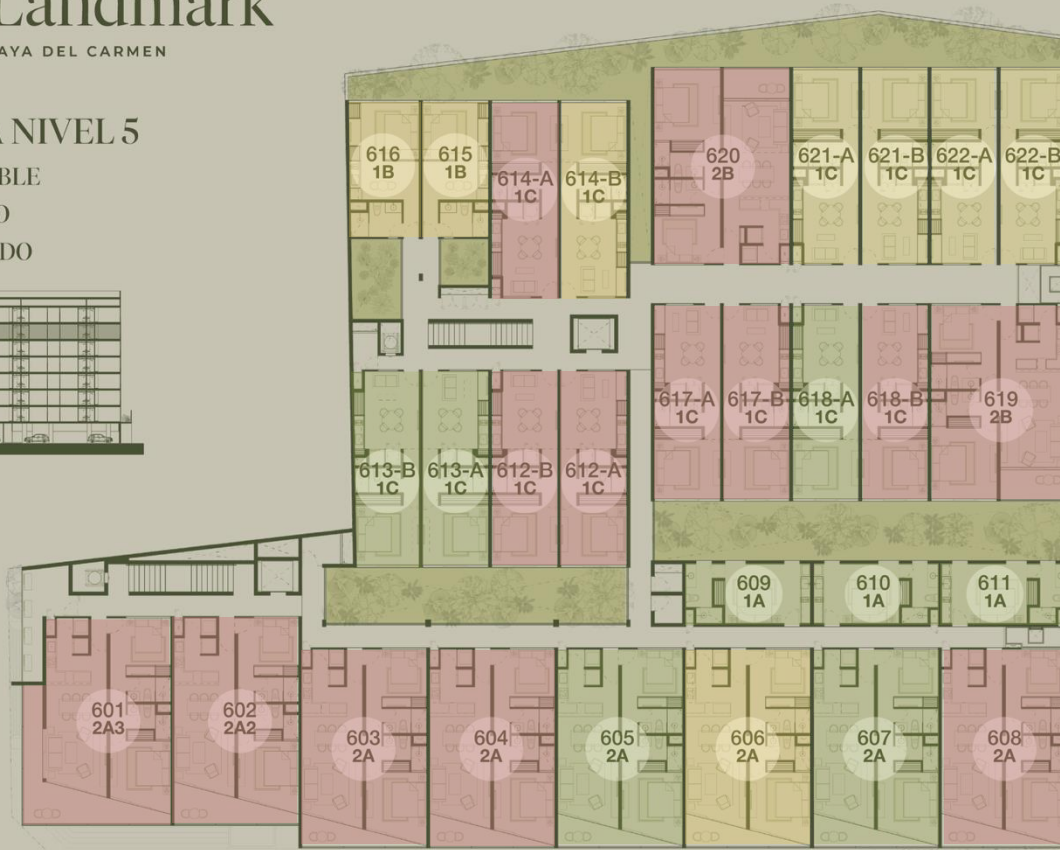 Landmark
AYA DEL CARMEN
A NIVEL 5
BLE
O
DO
616
1B
615
1B
614-A
1C
614-B
1C
620
2B
621-A
1C
621-B
1C
622-A
1C
622-B
1C
613-B
1C
613-A
1C
612-B
1C
612-A
1C
617-A
1C
617-B
1C
618-A
1C
618-B
1C
619
2B
609
1A
610
1A
611
1A
601
2A3
602
2A2
603
2A
604
2A
605
2A
606
2A
607
2A
608
2A